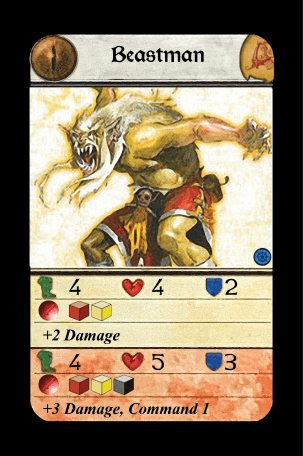 Beastman
4 4 2
+2 Damage
4 5 3
+3 Damage, Command 1